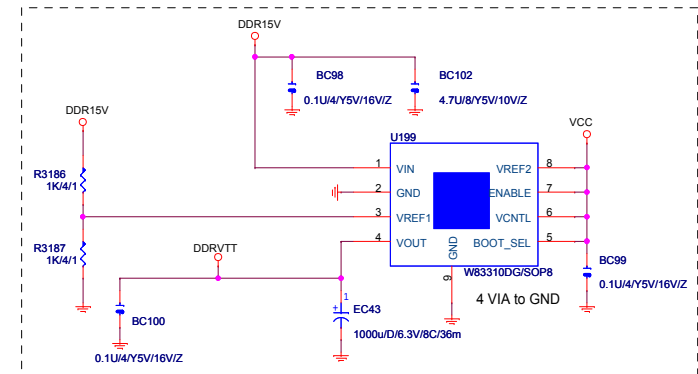 DDR15V
BC98
0.1U/4/Y5V/16V/Z
BC102
4.7U/8/Y5V/10V/Z
DDR15V
VCC
U199
R3186
1K/4/1
1 VIN
VREF2 8
2 GND
ENABLE 7
3 VREF1
VCNTL 6
4 VOUT
BOOT_SEL 5
GND
9
W83310DG/SOP8
R3187
1K/4/1
DDRVTT
BC99
0.1U/4/Y5V/16V/Z
4 VIA to GND
1
+
EC43
1000u/D/6.3V/8C/36m
BC100
0.1U/4/Y5V/16V/Z